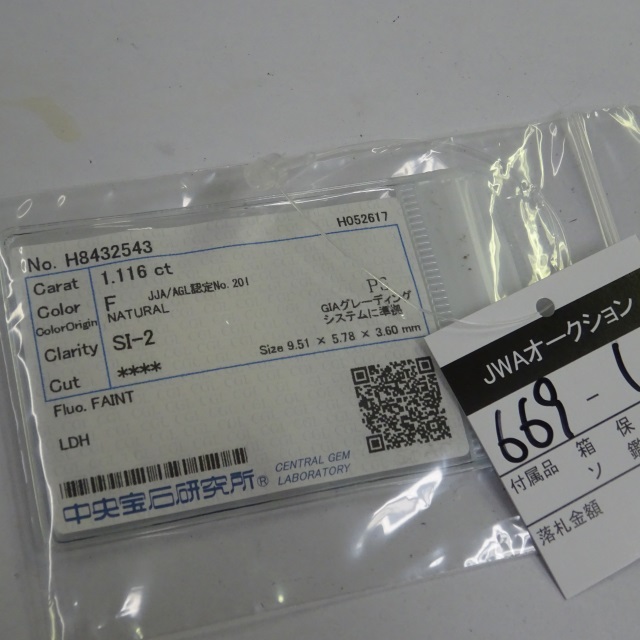 No. H8432543 H052617
Carat 1.116 ct
Color F JJA/AGL認定No. 201
ColorOrigin NATURAL GIAグレーディング
システムに準拠
Clarity SI-2
Size 9.51 × 5.78 × 3.60 mm
Cut ****
Fluo. FAINT
LDH
中央宝石研究所® CENTRAL GEM
LABORATORY
JWAオークション
669 -
付属品 箱 保
ソ 鑑
落札金額